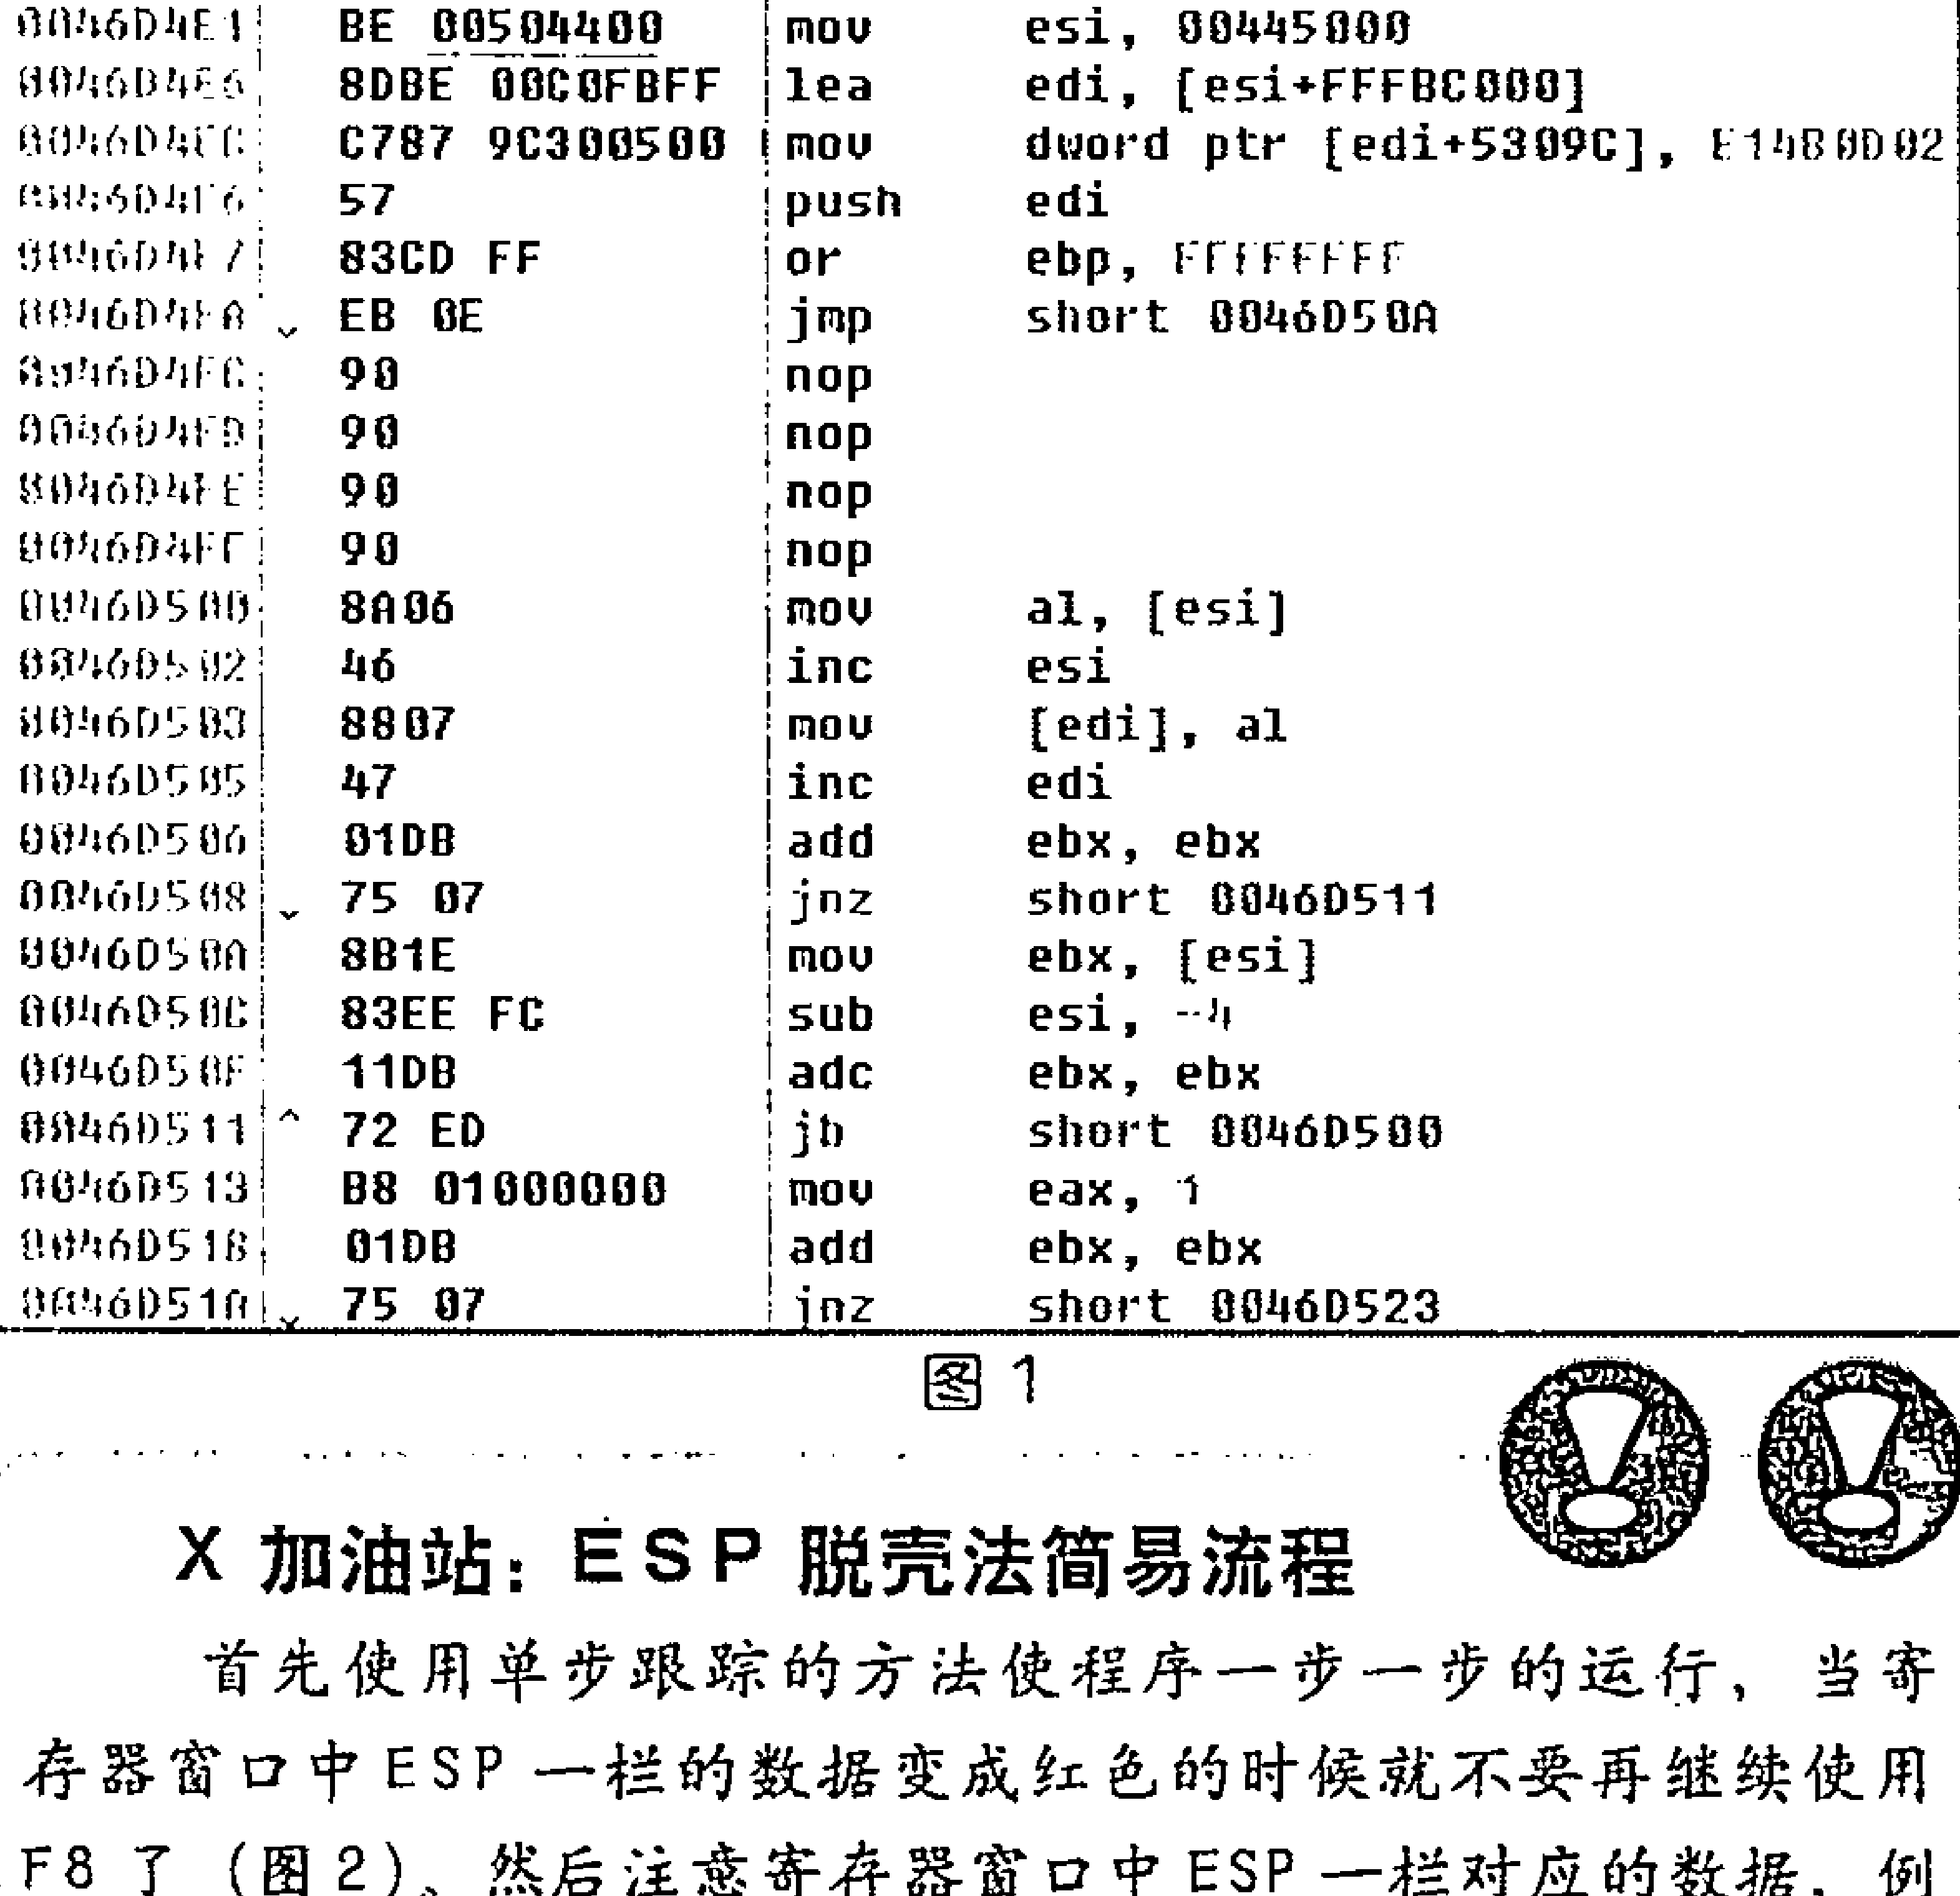 0046D4E1 BE 00504400 mov esi, 00445000
0046D4E6 8DBE 00C0FBFF lea edi, [esi+FFFBC000]
0046D4EC C787 9C300500 mov dword ptr [edi+5309C], E14B0D02
0046D4F6 57 push edi
0046D4F7 83CD FF or ebp, FFFFFFFF
0046D4FA EB 0E jmp short 0046D50A
0046D4FC 90 nop
0046D4FD 90 nop
0046D4FE 90 nop
0046D4FF 90 nop
0046D500 8A06 mov al, [esi]
0046D502 46 inc esi
0046D503 8807 mov [edi], al
0046D505 47 inc edi
0046D506 01DB add ebx, ebx
0046D508 75 07 jnz short 0046D511
0046D50A 8B1E mov ebx, [esi]
0046D50C 83EE FC sub esi, -4
0046D50F 11DB adc ebx, ebx
0046D511 72 ED jb short 0046D500
0046D513 B8 01000000 mov eax, 1
0046D518 01DB add ebx, ebx
0046D51A 75 07 jnz short 0046D523
图 1
X 加油站：ESP 脱壳法简易流程
首先使用单步跟踪的方法使程序一步一步的运行，当寄
存器窗口中ESP一栏的数据变成红色的时候就不要再继续使用
F8了（图2）、然后注意寄存器窗口中ESP一栏对应的数据，例